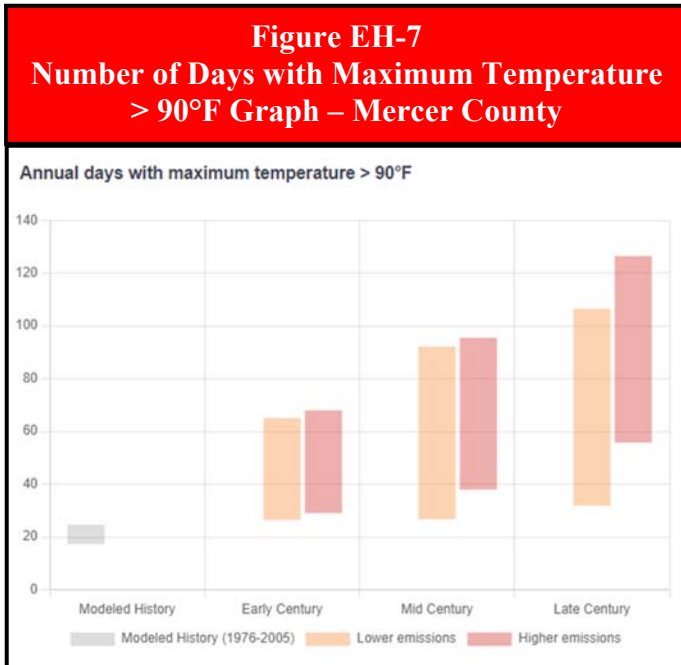 Figure EH-7
Number of Days with Maximum Temperature
> 90°F Graph – Mercer County
Annual days with maximum temperature > 90°F
140
120
100
80
60
40
20
0
Modeled History Early Century Mid Century Late Century
Modeled History (1976-2005) Lower emissions Higher emissions